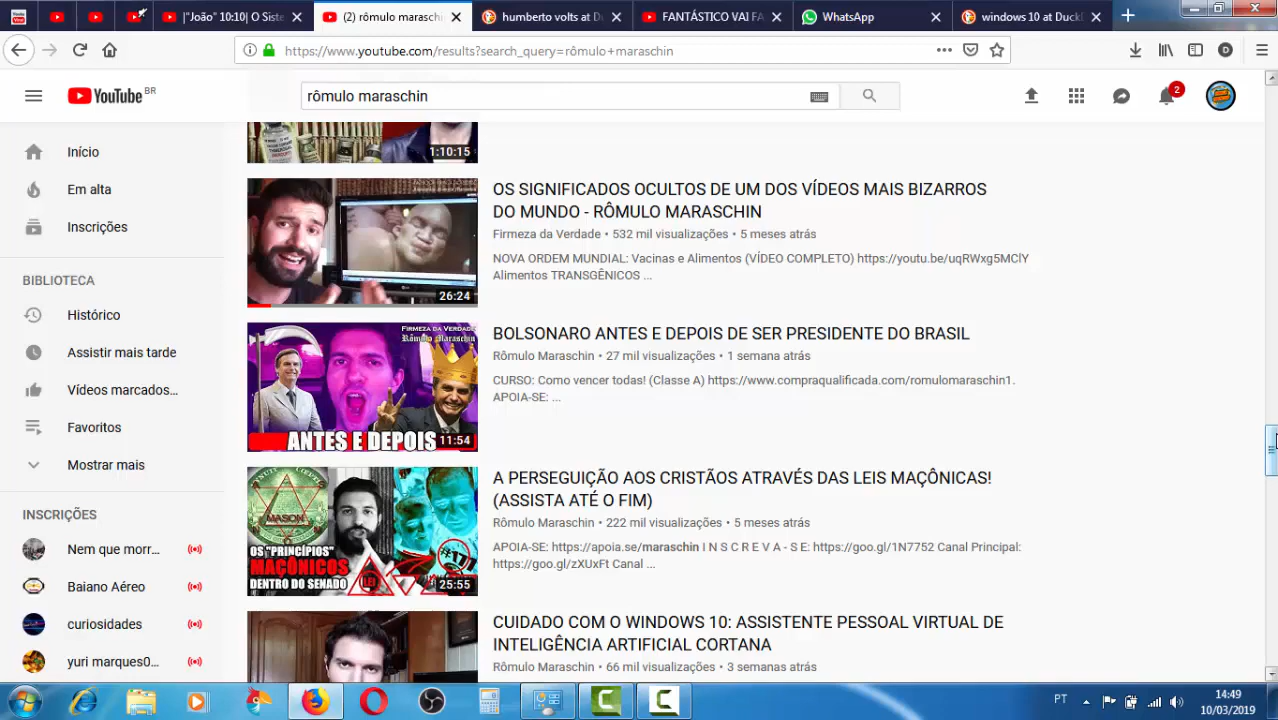 |"João" 10:10| O Siste
(2) rômulo maraschi
humberto volts at D
FANTÁSTICO VAI FA
WhatsApp
windows 10 at Duck
https://www.youtube.com/results?search_query=rômulo+maraschin
D
YouTube BR
rômulo maraschin
2
Início
Em alta
Inscrições
BIBLIOTECA
Histórico
Assistir mais tarde
Vídeos marcados...
Favoritos
Mostrar mais
INSCRIÇÕES
Nem que morr...
Baiano Aéreo
curiosidades
yuri marques0...
1:10:15
26:24
OS SIGNIFICADOS OCULTOS DE UM DOS VÍDEOS MAIS BIZARROS
DO MUNDO - RÔMULO MARASCHIN
Firmeza da Verdade • 532 mil visualizações • 5 meses atrás
NOVA ORDEM MUNDIAL: Vacinas e Alimentos (VÍDEO COMPLETO) https://youtu.be/uqRWxg5MClY
Alimentos TRANSGÊNICOS ...
FIRMEZA DA VERDADE
Rômulo Maraschin
ANTES E DEPOIS
11:54
BOLSONARO ANTES E DEPOIS DE SER PRESIDENTE DO BRASIL
Rômulo Maraschin • 27 mil visualizações • 1 semana atrás
CURSO: Como vencer todas! (Classe A) https://www.compraqualificada.com/romulomaraschin1.
APOIA-SE: ...
MASON
OS "PRINCÍPIOS"
MAÇÔNICOS
DENTRO DO SENADO
LEI
#17
25:55
A PERSEGUIÇÃO AOS CRISTÃOS ATRAVÉS DAS LEIS MAÇÔNICAS!
(ASSISTA ATÉ O FIM)
Rômulo Maraschin • 222 mil visualizações • 5 meses atrás
APOIA-SE: https://apoia.se/maraschin I N S C R E V A - S E: https://goo.gl/1N7752 Canal Principal:
https://goo.gl/zXUxFt Canal ...
CUIDADO COM O WINDOWS 10: ASSISTENTE PESSOAL VIRTUAL DE
INTELIGÊNCIA ARTIFICIAL CORTANA
Rômulo Maraschin • 66 mil visualizações • 3 semanas atrás
PT
14:49
10/03/2019